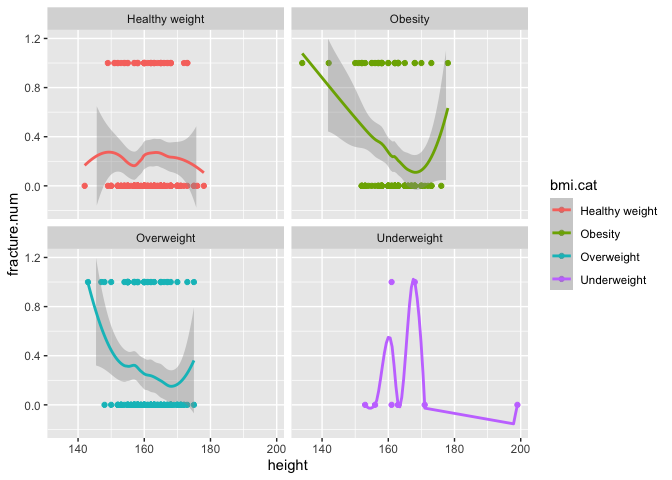 Healthy weight Obesity
1.2
0.8
0.4
0.0
fracture.num
Overweight Underweight
1.2
0.8
0.4
0.0
140 160 180 200 140 160 180 200
height
bmi.cat
Healthy weight
Obesity
Overweight
Underweight